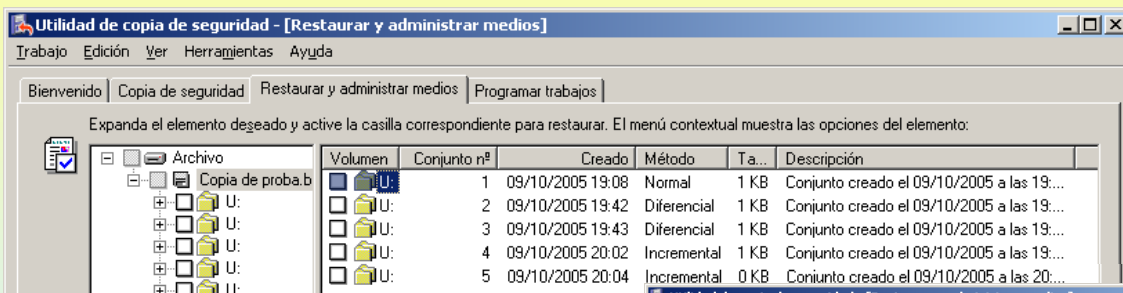 Utilidad de copia de seguridad - [Restaurar y administrar medios]
Trabajo Edición Ver Herramientas Ayuda
Bienvenido Copia de seguridad Restaurar y administrar medios Programar trabajos
Expanda el elemento deseado y active la casilla correspondiente para restaurar. El menú contextual muestra las opciones del elemento:
Archivo
Copia de proba.b
U:
U:
U:
U:
Volumen Conjunto nº Creado Método Ta... Descripción
U: 1 09/10/2005 19:08 Normal 1 KB Conjunto creado el 09/10/2005 a las 19:...
U: 2 09/10/2005 19:42 Diferencial 1 KB Conjunto creado el 09/10/2005 a las 19:...
U: 3 09/10/2005 19:43 Diferencial 1 KB Conjunto creado el 09/10/2005 a las 19:...
U: 4 09/10/2005 20:02 Incremental 1 KB Conjunto creado el 09/10/2005 a las 19:...
U: 5 09/10/2005 20:04 Incremental 0 KB Conjunto creado el 09/10/2005 a las 20:...